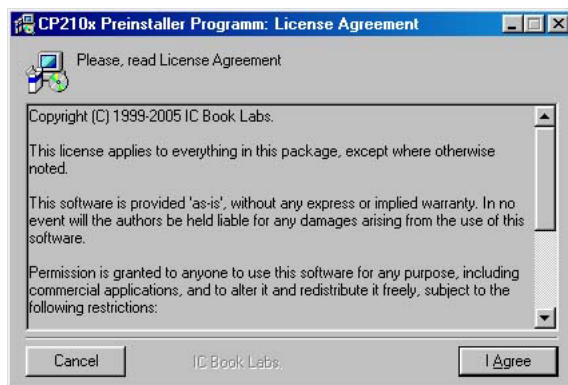 CP210x Preinstaller Programm: License Agreement
Please, read License Agreement
Copyright (C) 1999-2005 IC Book Labs.
This license applies to everything in this package, except where otherwise
noted.
This software is provided 'as-is', without any express or implied warranty. In no
event will the authors be held liable for any damages arising from the use of this
software.
Permission is granted to anyone to use this software for any purpose, including
commercial applications, and to alter it and redistribute it freely, subject to the
following restrictions:
Cancel
IC Book Labs.
I Agree